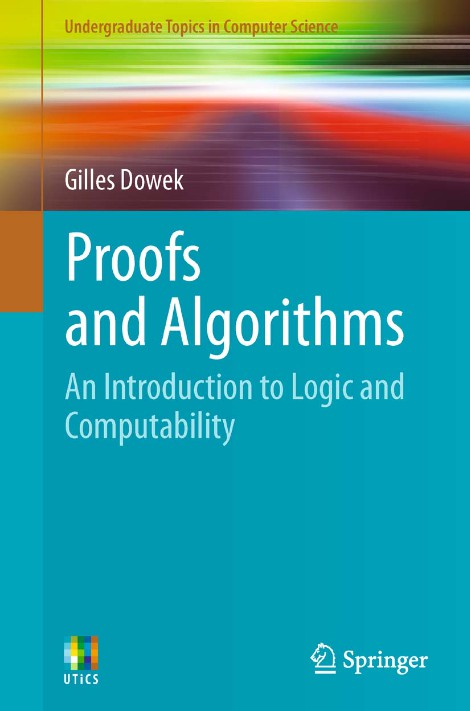 Undergraduate Topics in Computer Science
Gilles Dowek
Proofs
and Algorithms
An Introduction to Logic and
Computability
UTiCS
Springer